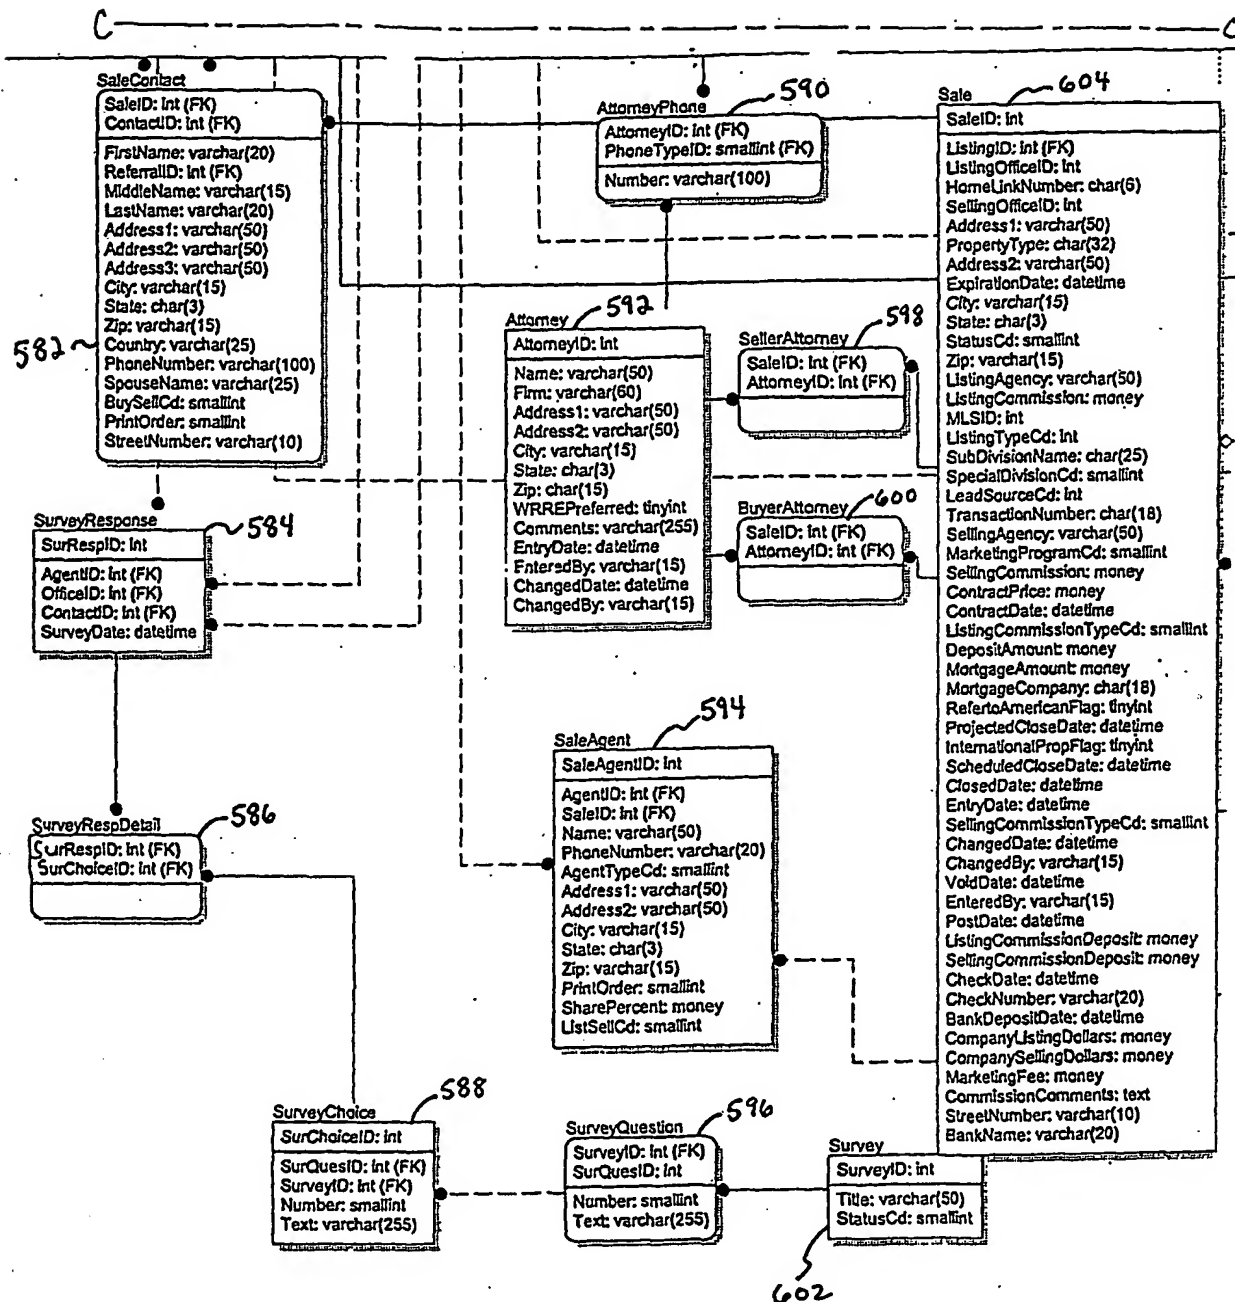 C
C
SaleContact
SaleID: int (FK)
ContactID: int (FK)
FirstName: varchar(20)
ReferralID: int (FK)
MiddleName: varchar(15)
LastName: varchar(20)
Address1: varchar(50)
Address2: varchar(50)
Address3: varchar(50)
City: varchar(15)
State: char(3)
Zip: varchar(15)
Country: varchar(25)
PhoneNumber: varchar(100)
SpouseName: varchar(25)
BuySellCd: smallint
PrintOrder: smallint
StreetNumber: varchar(10)
582
AttorneyPhone
590
AttorneyID: int (FK)
PhoneTypeID: smallint (FK)
Number: varchar(100)
Sale
604
SaleID: int
ListingID: int (FK)
ListingOfficeID: int
HomeLinkNumber: char(6)
SellingOfficeID: int
Address1: varchar(50)
PropertyType: char(32)
Address2: varchar(50)
ExpirationDate: datetime
City: varchar(15)
State: char(3)
StatusCd: smallint
Zip: varchar(15)
ListingAgency: varchar(50)
ListingCommission: money
MLSID: int
ListingTypeCd: int
SubDivisionName: char(25)
SpecialDivisionCd: smallint
LeadSourceCd: int
TransactionNumber: char(18)
SellingAgency: varchar(50)
MarketingProgramCd: smallint
SellingCommission: money
ContractPrice: money
ContractDate: datetime
ListingCommissionTypeCd: smallint
DepositAmount: money
MortgageAmount: money
MortgageCompany: char(18)
RefertoAmericanFlag: tinyint
ProjectedCloseDate: datetime
InternationalPropFlag: tinyint
ScheduledCloseDate: datetime
ClosedDate: datetime
EntryDate: datetime
SellingCommissionTypeCd: smallint
ChangedDate: datetime
ChangedBy: varchar(15)
VoidDate: datetime
EnteredBy: varchar(15)
PostDate: datetime
ListingCommissionDeposit: money
SellingCommissionDeposit: money
CheckDate: datetime
CheckNumber: varchar(20)
BankDepositDate: datetime
CompanyListingDollars: money
CompanySellingDollars: money
MarketingFee: money
CommissionComments: text
StreetNumber: varchar(10)
BankName: varchar(20)
Attorney
592
AttorneyID: int
Name: varchar(50)
Firm: varchar(60)
Address1: varchar(50)
Address2: varchar(50)
City: varchar(15)
State: char(3)
Zip: char(15)
WRREPreferred: tinyint
Comments: varchar(255)
EntryDate: datetime
EnteredBy: varchar(15)
ChangedDate: datetime
ChangedBy: varchar(15)
SellerAttorney
598
SaleID: int (FK)
AttorneyID: int (FK)
BuyerAttorney
600
SaleID: int (FK)
AttorneyID: int (FK)
SurveyResponse
584
SurRespID: int
AgentID: int (FK)
OfficeID: int (FK)
ContactID: int (FK)
SurveyDate: datetime
SaleAgent
594
SaleAgentID: int
AgentID: int (FK)
SaleID: int (FK)
Name: varchar(50)
PhoneNumber: varchar(20)
AgentTypeCd: smallint
Address1: varchar(50)
Address2: varchar(50)
City: varchar(15)
State: char(3)
Zip: varchar(15)
PrintOrder: smallint
SharePercent: money
ListSellCd: smallint
SurveyRespDetail
586
SurRespID: int (FK)
SurChoiceID: int (FK)
SurveyChoice
588
SurChoiceID: int
SurQuesID: int (FK)
SurveyID: int (FK)
Number: smallint
Text: varchar(255)
SurveyQuestion
596
SurveyID: int (FK)
SurQuesID: int
Number: smallint
Text: varchar(255)
Survey
SurveyID: int
Title: varchar(50)
StatusCd: smallint
602